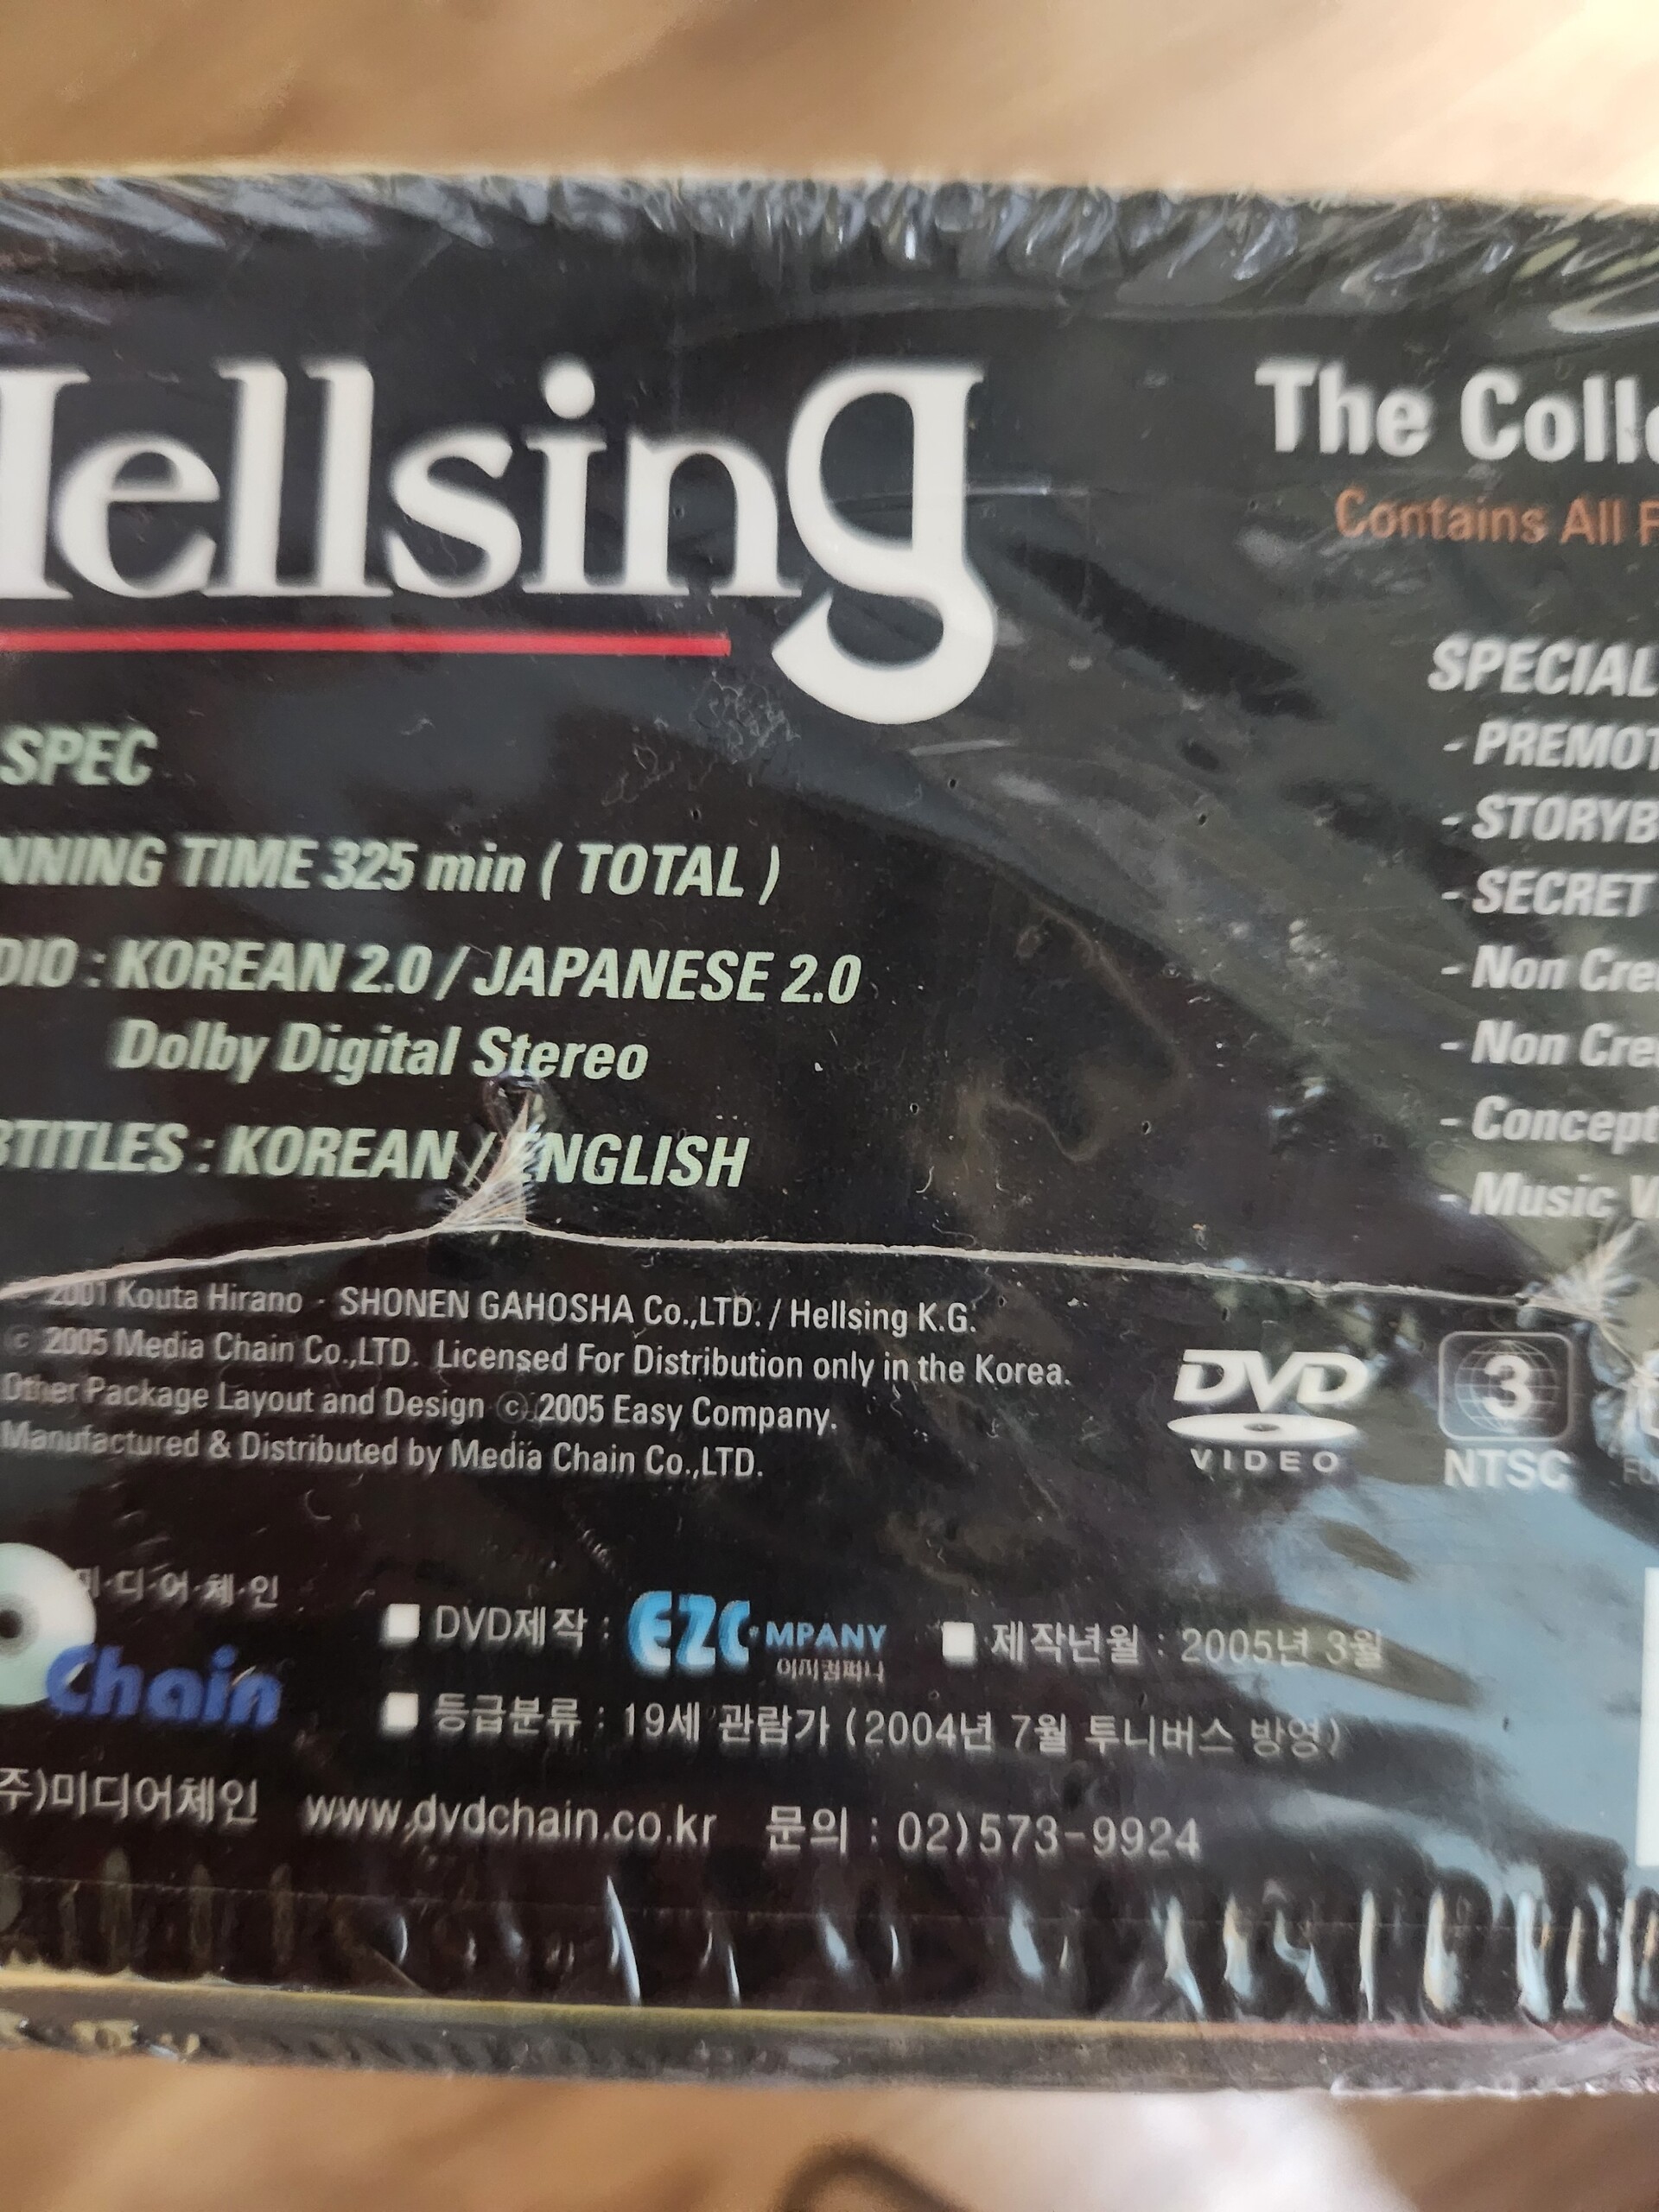 Hellsing
The Colle
Contains All
SPECIAL
- PREMOT
- STORYB
- SECRET
- Non Cre
- Non Cre
- Concept
- Music V
SPEC
NNING TIME 325 min ( TOTAL )
DIO : KOREAN 2.0 / JAPANESE 2.0
Dolby Digital Stereo
BTITLES : KOREAN / ENGLISH
2001 Kouta Hirano · SHONEN GAHOSHA Co.,LTD. / Hellsing K.G.
ⓒ 2005 Media Chain Co.,LTD. Licensed For Distribution only in the Korea.
Other Package Layout and Design ⓒ 2005 Easy Company.
Manufactured & Distributed by Media Chain Co.,LTD.
DVD
VIDEO
3
NTSC
미·디·어·체·인
Chain
■ DVD제작 : EZCOMPANY 이지컴퍼니 ■ 제작년월 : 2005년 3월
■ 등급분류 : 19세 관람가 (2004년 7월 투니버스 방영)
주)미디어체인 www.dvdchain.co.kr 문의 : 02)573-9924